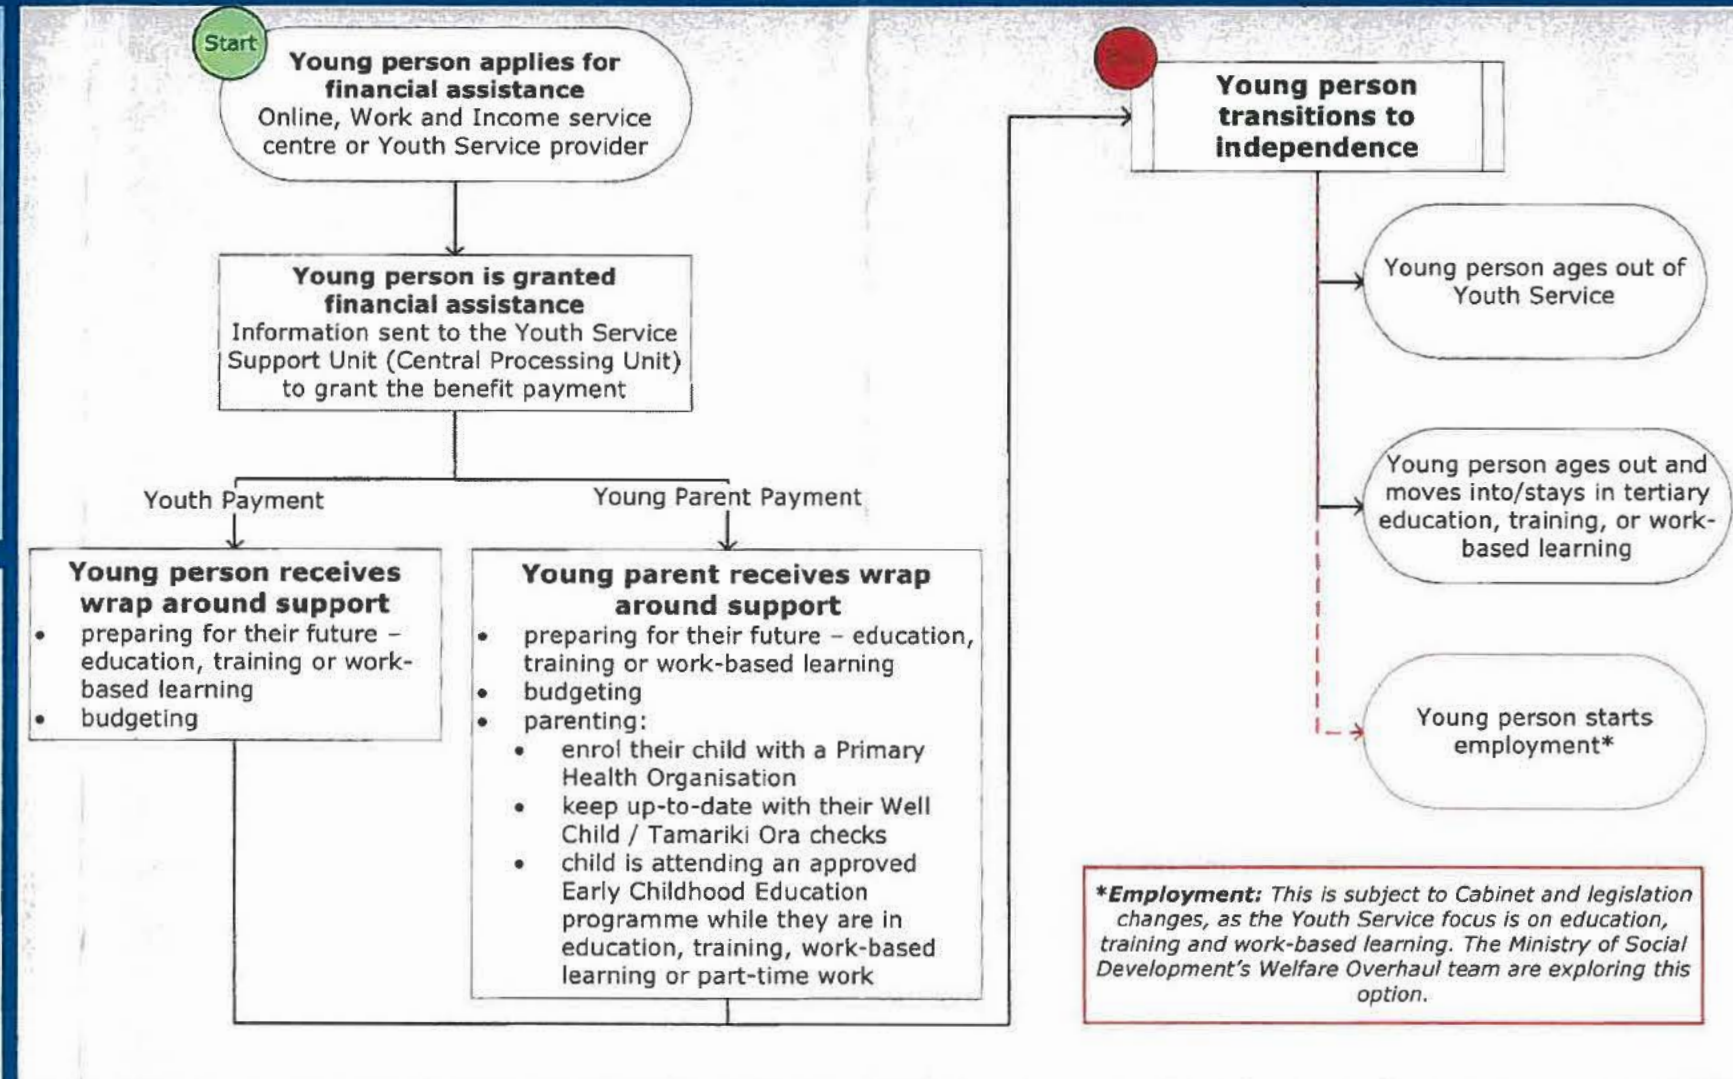 Start
Young person applies for
financial assistance
Online, Work and Income service
centre or Youth Service provider
Young person is granted
financial assistance
Information sent to the Youth Service
Support Unit (Central Processing Unit)
to grant the benefit payment
Youth Payment
Young Parent Payment
Young person receives
wrap around support
• preparing for their future –
education, training or work-
based learning
• budgeting
Young parent receives wrap
around support
• preparing for their future – education,
training or work-based learning
• budgeting
• parenting:
• enrol their child with a Primary
Health Organisation
• keep up-to-date with their Well
Child / Tamariki Ora checks
• child is attending an approved
Early Childhood Education
programme while they are in
education, training, work-based
learning or part-time work
Young person
transitions to
independence
Young person ages out of
Youth Service
Young person ages out and
moves into/stays in tertiary
education, training, or work-
based learning
Young person starts
employment*
*Employment: This is subject to Cabinet and legislation
changes, as the Youth Service focus is on education,
training and work-based learning. The Ministry of Social
Development's Welfare Overhaul team are exploring this
option.